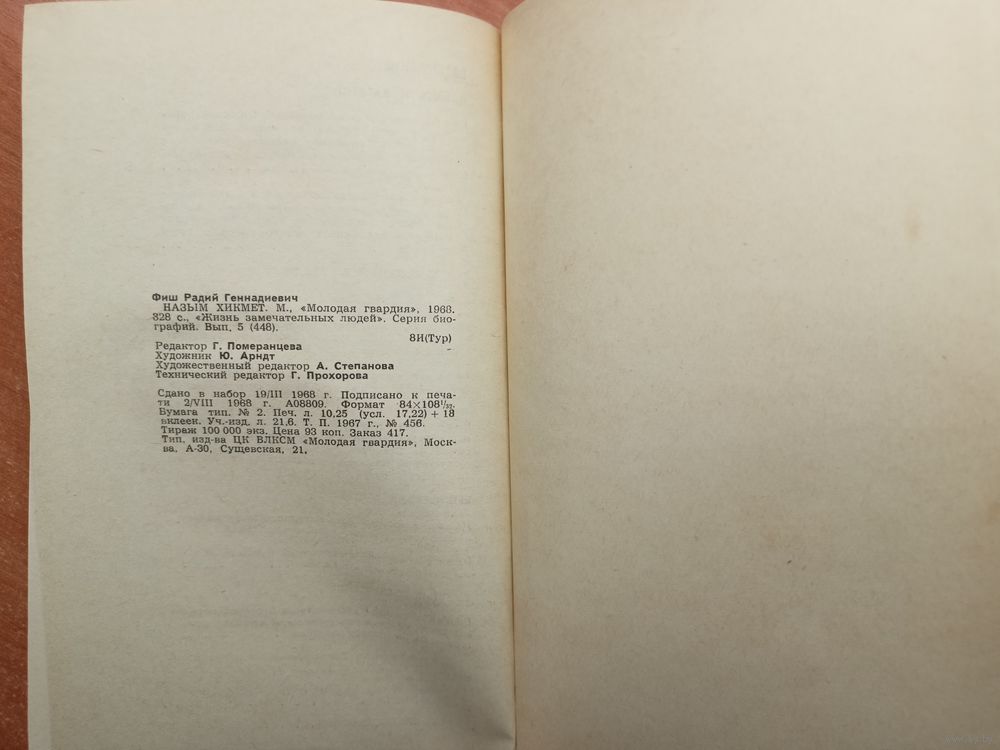 Фиш Радий Геннадиевич
НАЗЫМ ХИКМЕТ. М., «Молодая гвардия», 1968.
328 с., «Жизнь замечательных людей». Серия био-
графий. Вып. 5 (448).
8И(Тур)
Редактор Г. Померанцева
Художник Ю. Арндт
Художественный редактор А. Степанова
Технический редактор Г. Прохорова
Сдано в набор 19/III 1968 г. Подписано к печа-
ти 2/VIII 1968 г. А08809. Формат 84×108¹/₃₂.
Бумага тип. № 2. Печ. л. 10,25 (усл. 17,22) + 18
вклеек. Уч.-изд. л. 21,6. Т. П. 1967 г., № 456.
Тираж 100 000 экз. Цена 93 коп. Заказ 417.
Тип. изд-ва ЦК ВЛКСМ «Молодая гвардия», Моск-
ва, А-30, Сущевская, 21.